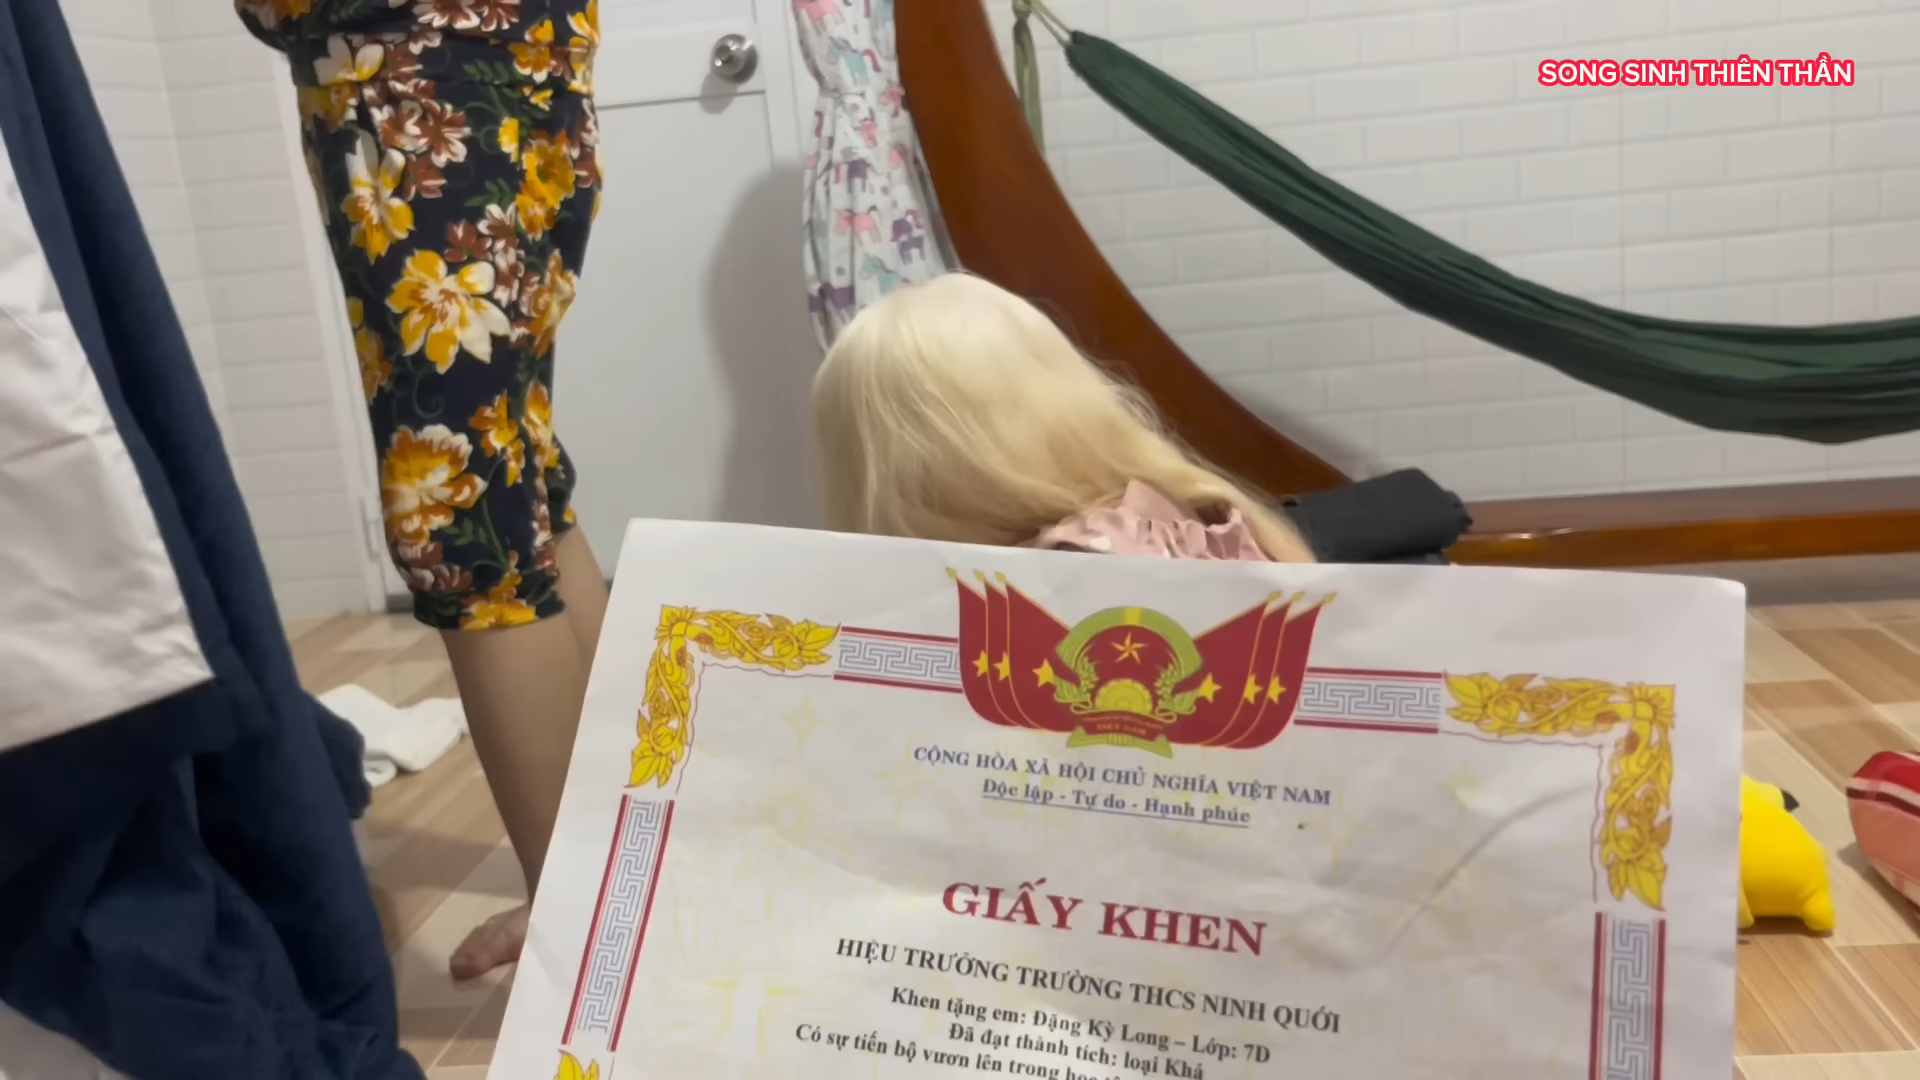 SONG SINH THIÊN THẦN
CỘNG HÒA XÃ HỘI CHỦ NGHĨA VIỆT NAM
Độc lập - Tự do - Hạnh phúc
GIẤY KHEN
HIỆU TRƯỞNG TRƯỜNG THCS NINH QUỚI
Khen tặng em: Đặng Kỳ Long – Lớp: 7D
Đã đạt thành tích: loại Khá
Có sự tiến bộ vươn lên trong học